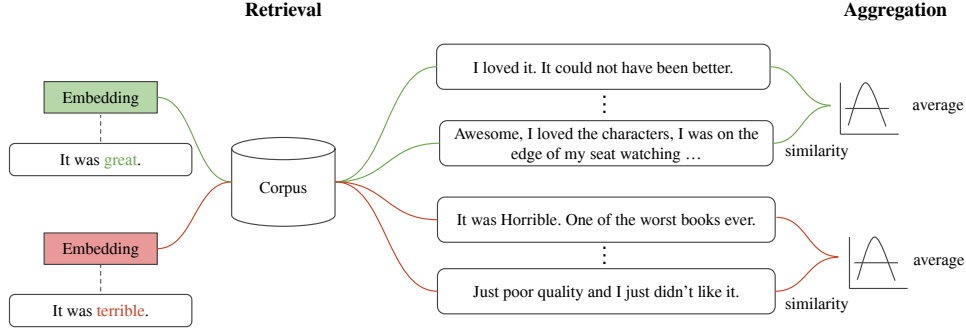 Retrieval
Aggregation
Embedding
It was great.
Embedding
It was terrible.
Corpus
I loved it. It could not have been better.
⋮
Awesome, I loved the characters, I was on the
edge of my seat watching …
similarity
average
It was Horrible. One of the worst books ever.
⋮
Just poor quality and I just didn’t like it.
similarity
average